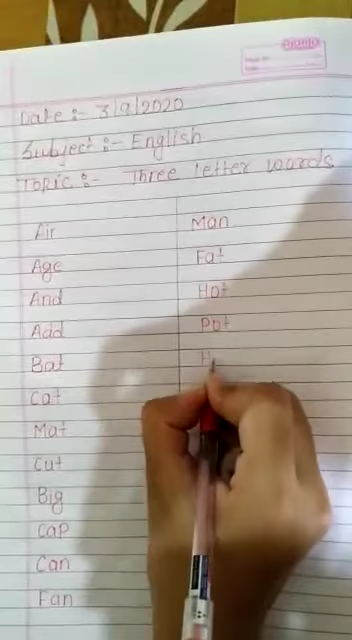 Date :- 3/9/2020
Subject :- English
Topic :- Three letter words
Air
Age
And
Add
Bat
Cat
Mat
Cut
Big
Cap
Can
Fan
Man
Fat
Hot
Pot
H